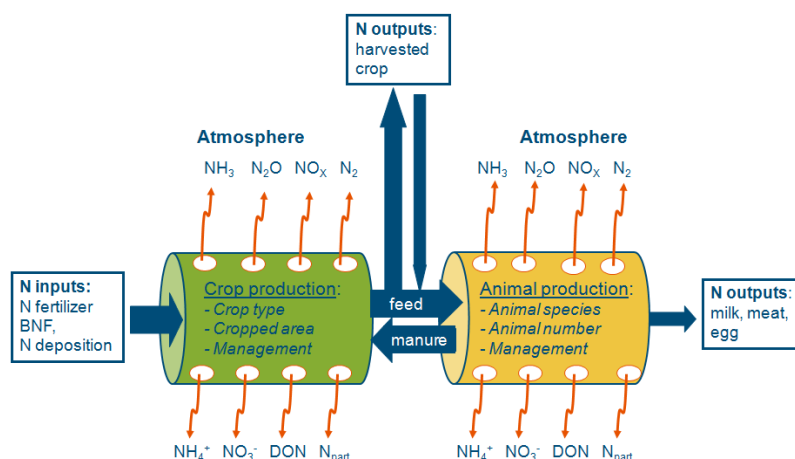 N outputs:
harvested
crop
Atmosphere
NH₃ N₂O NOₓ N₂
Atmosphere
NH₃ N₂O NOₓ N₂
N inputs:
N fertilizer
BNF,
N deposition
Crop production:
- Crop type
- Cropped area
- Management
feed
manure
Animal production:
- Animal species
- Animal number
- Management
N outputs:
milk, meat,
egg
NH₄⁺ NO₃⁻ DON Nₚₐᵣₜ
NH₄⁺ NO₃⁻ DON Nₚₐᵣₜ